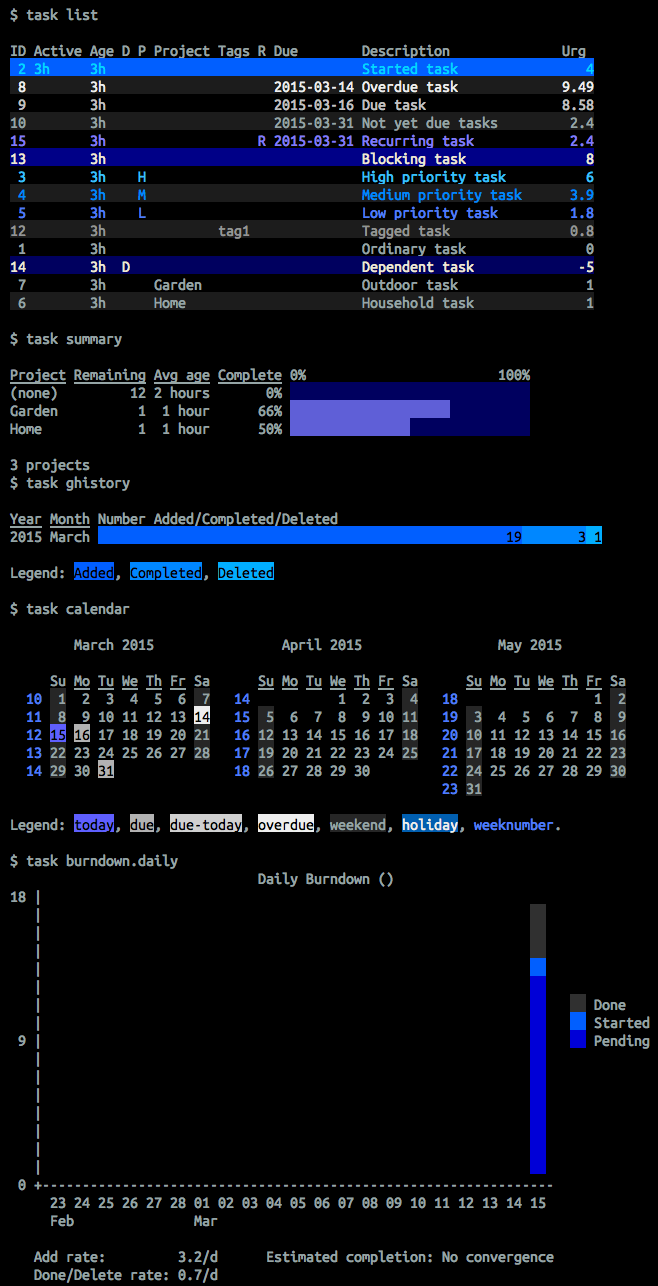 $ task list
ID Active Age D P Project Tags R Due        Description          Urg
 2 3h     3h                                Started task            4
 8        3h                     2015-03-14 Overdue task         9.49
 9        3h                     2015-03-16 Due task             8.58
10        3h                     2015-03-31 Not yet due tasks     2.4
15        3h                   R 2015-03-31 Recurring task        2.4
13        3h                                Blocking task           8
 3        3h    H                           High priority task      6
 4        3h    M                           Medium priority task  3.9
 5        3h    L                           Low priority task     1.8
12        3h              tag1              Tagged task           0.8
 1        3h                                Ordinary task           0
14        3h  D                             Dependent task         -5
 7        3h      Garden                    Outdoor task            1
 6        3h      Home                      Household task          1
$ task summary
Project Remaining Avg age Complete 0%                        100%
(none)         12 2 hours       0%
Garden          1  1 hour      66%
Home            1  1 hour      50%
3 projects
$ task ghistory
Year Month Number Added/Completed/Deleted
2015 March                                                    19       3 1
Legend: Added, Completed, Deleted
$ task calendar
        March 2015                April 2015                 May 2015
     Su Mo Tu We Th Fr Sa      Su Mo Tu We Th Fr Sa      Su Mo Tu We Th Fr Sa
  10  1  2  3  4  5  6  7   14           1  2  3  4   18                 1  2
  11  8  9 10 11 12 13 14   15  5  6  7  8  9 10 11   19  3  4  5  6  7  8  9
  12 15 16 17 18 19 20 21   16 12 13 14 15 16 17 18   20 10 11 12 13 14 15 16
  13 22 23 24 25 26 27 28   17 19 20 21 22 23 24 25   21 17 18 19 20 21 22 23
  14 29 30 31               18 26 27 28 29 30         22 24 25 26 27 28 29 30
                                                      23 31
Legend: today, due, due-today, overdue, weekend, holiday, weeknumber.
$ task burndown.daily
                               Daily Burndown ()
18 |
Done
Started
9 |
Pending
0 +----------------------------------------------------------------
     23 24 25 26 27 28 01 02 03 04 05 06 07 08 09 10 11 12 13 14 15
     Feb               Mar
   Add rate:         3.2/d      Estimated completion: No convergence
   Done/Delete rate: 0.7/d